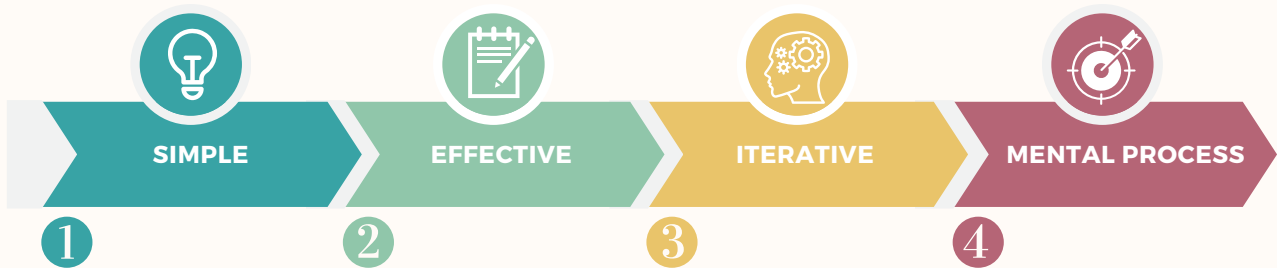 SIMPLE
EFFECTIVE
ITERATIVE
MENTAL PROCESS
1
2
3
4